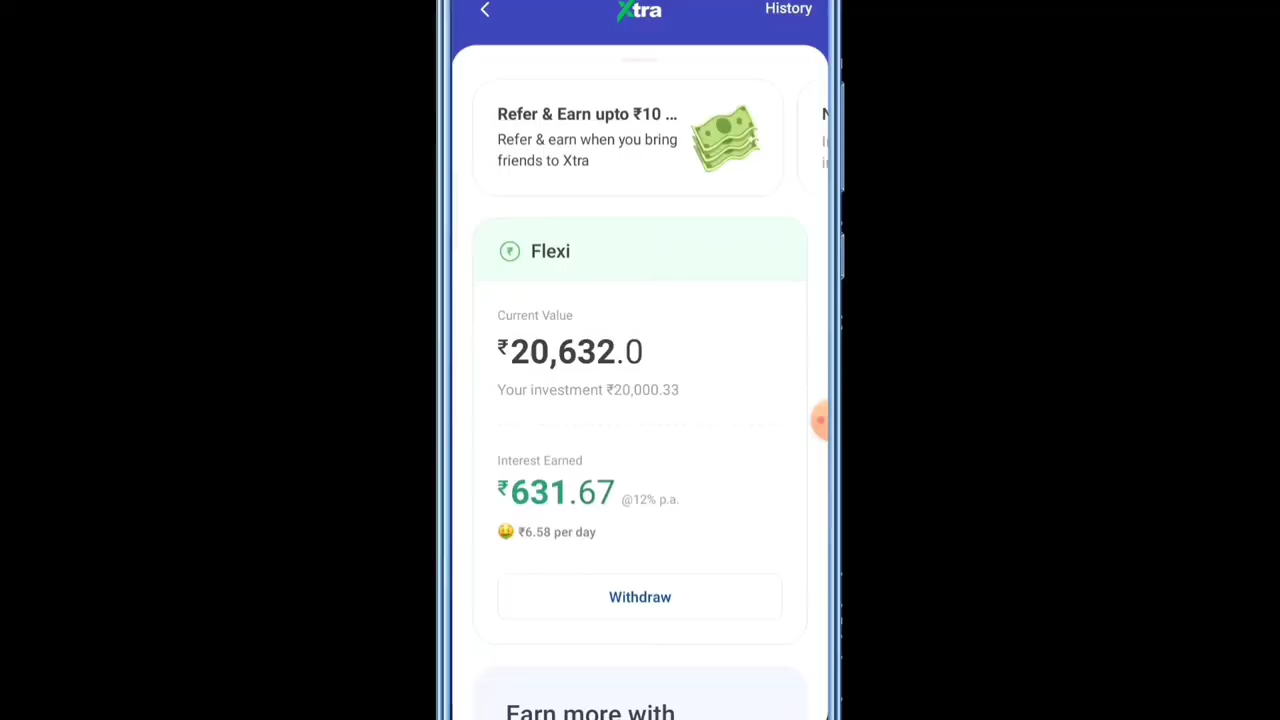 Xtra
History
Refer & Earn upto ₹10 ...
Refer & earn when you bring
friends to Xtra
Flexi
Current Value
₹20,632.0
Your investment ₹20,000.33
Interest Earned
₹631.67 @12% p.a.
₹6.58 per day
Withdraw
Earn more with